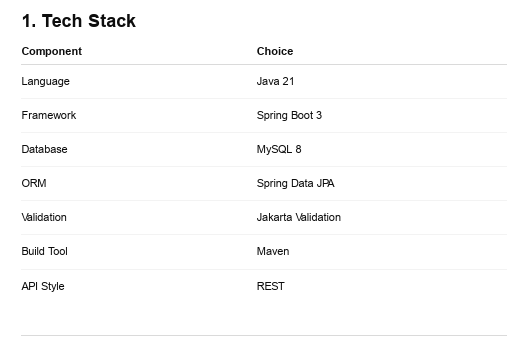 1. Tech Stack
Component Choice
Language Java 21
Framework Spring Boot 3
Database MySQL 8
ORM Spring Data JPA
Validation Jakarta Validation
Build Tool Maven
API Style REST